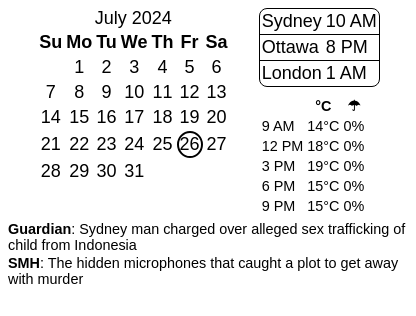 July 2024
Su Mo Tu We Th Fr Sa
1 2 3 4 5 6
7 8 9 10 11 12 13
14 15 16 17 18 19 20
21 22 23 24 25 26 27
28 29 30 31
Sydney 10 AM
Ottawa 8 PM
London 1 AM
°C ☂
9 AM 14°C 0%
12 PM 18°C 0%
3 PM 19°C 0%
6 PM 15°C 0%
9 PM 15°C 0%
Guardian: Sydney man charged over alleged sex trafficking of
child from Indonesia
SMH: The hidden microphones that caught a plot to get away
with murder